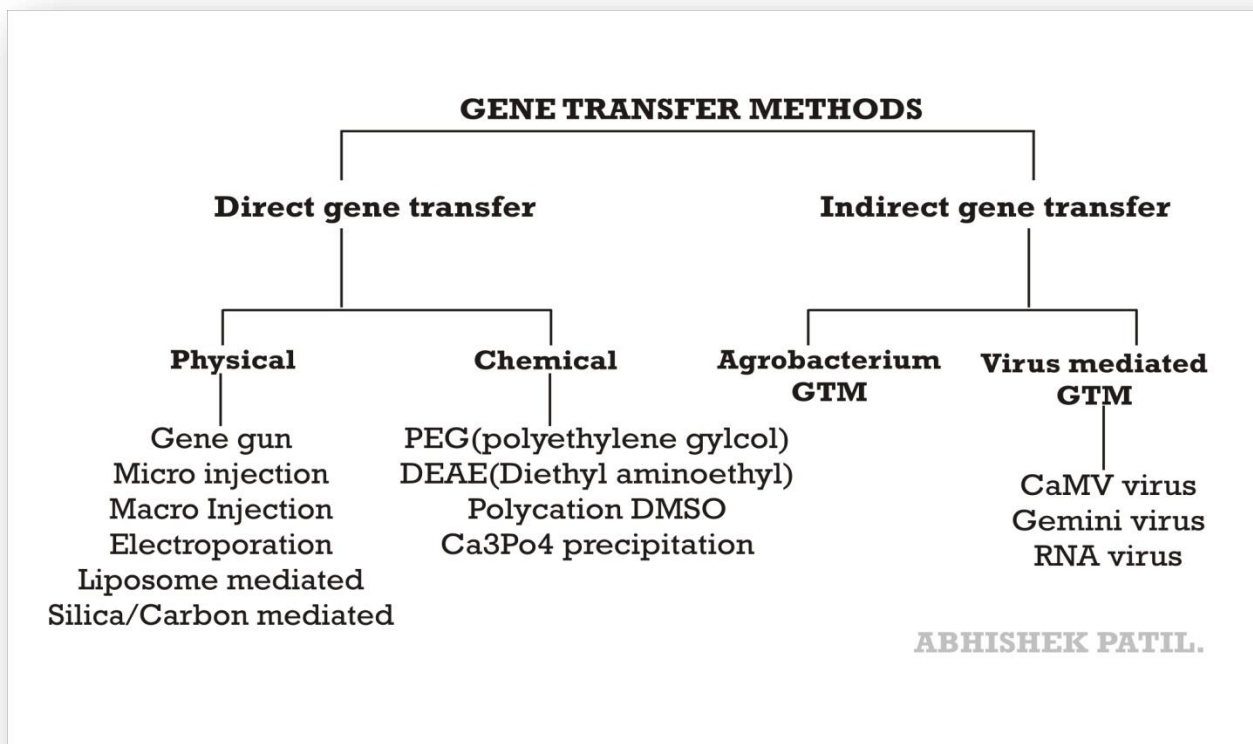 GENE TRANSFER METHODS
Direct gene transfer
Indirect gene transfer
Physical
Gene gun
Micro injection
Macro Injection
Electroporation
Liposome mediated
Silica/Carbon mediated
Chemical
PEG(polyethylene gylcol)
DEAE(Diethyl aminoethyl)
Polycation DMSO
Ca3Po4 precipitation
Agrobacterium
GTM
Virus mediated
GTM
CaMV virus
Gemini virus
RNA virus
ABHISHEK PATIL.